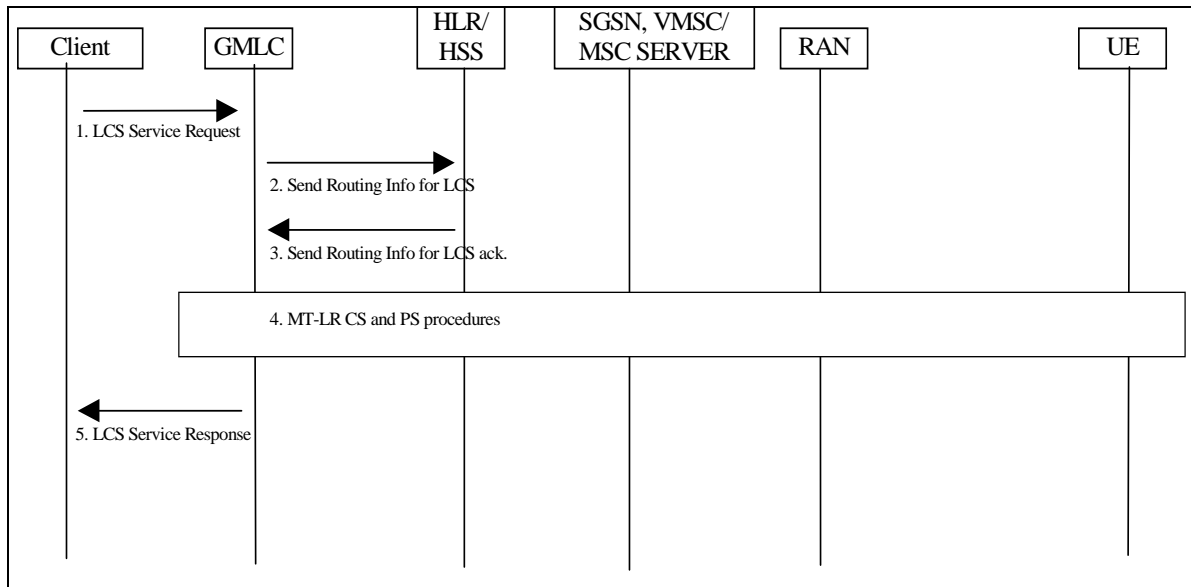 Client
GMLC
HLR/
HSS
SGSN, VMSC/
MSC SERVER
RAN
UE
1. LCS Service Request
2. Send Routing Info for LCS
3. Send Routing Info for LCS ack.
4. MT-LR CS and PS procedures
5. LCS Service Response